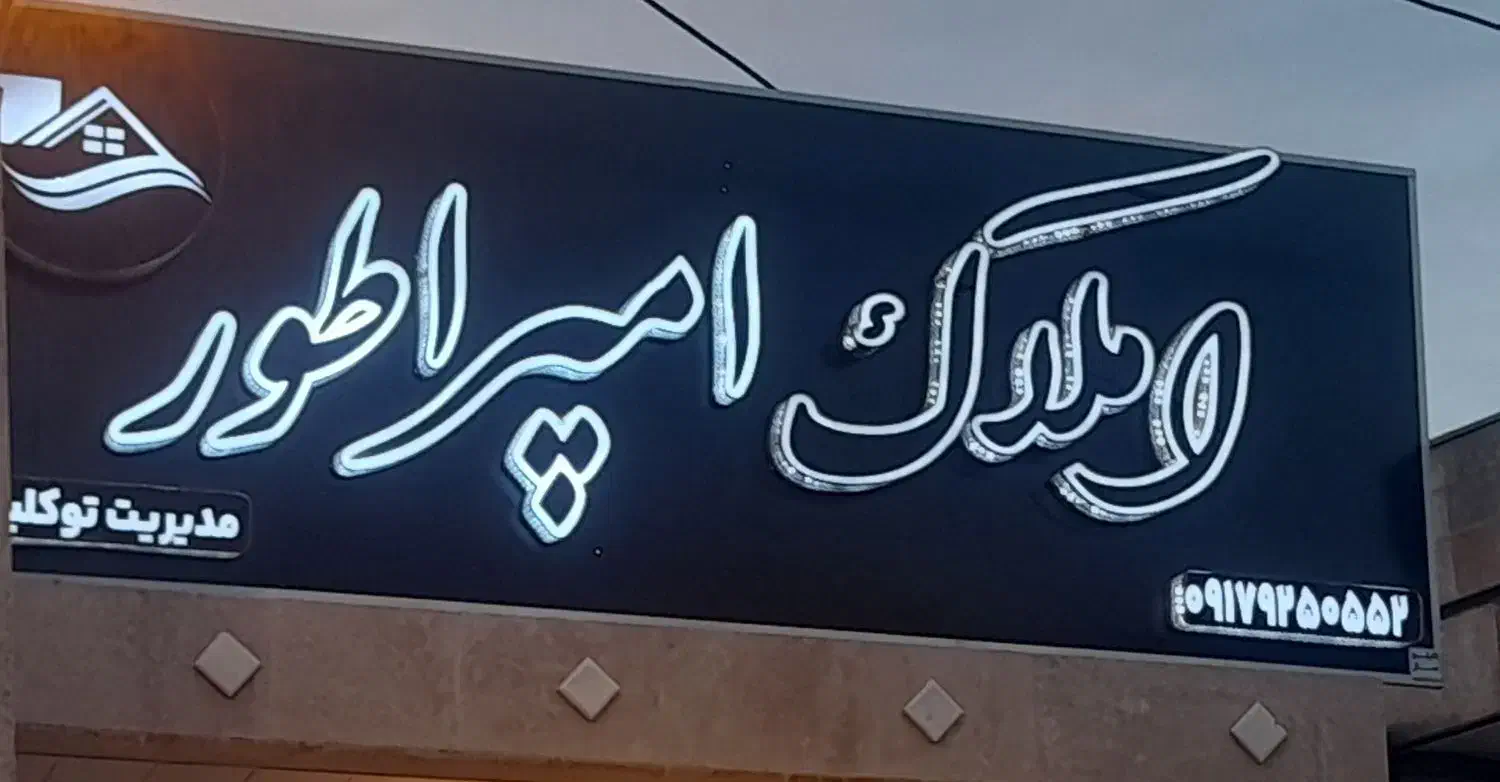 املاک امپراطور
مدیریت توکلی
۰۹۱۷۹۲۵۰۵۵۲